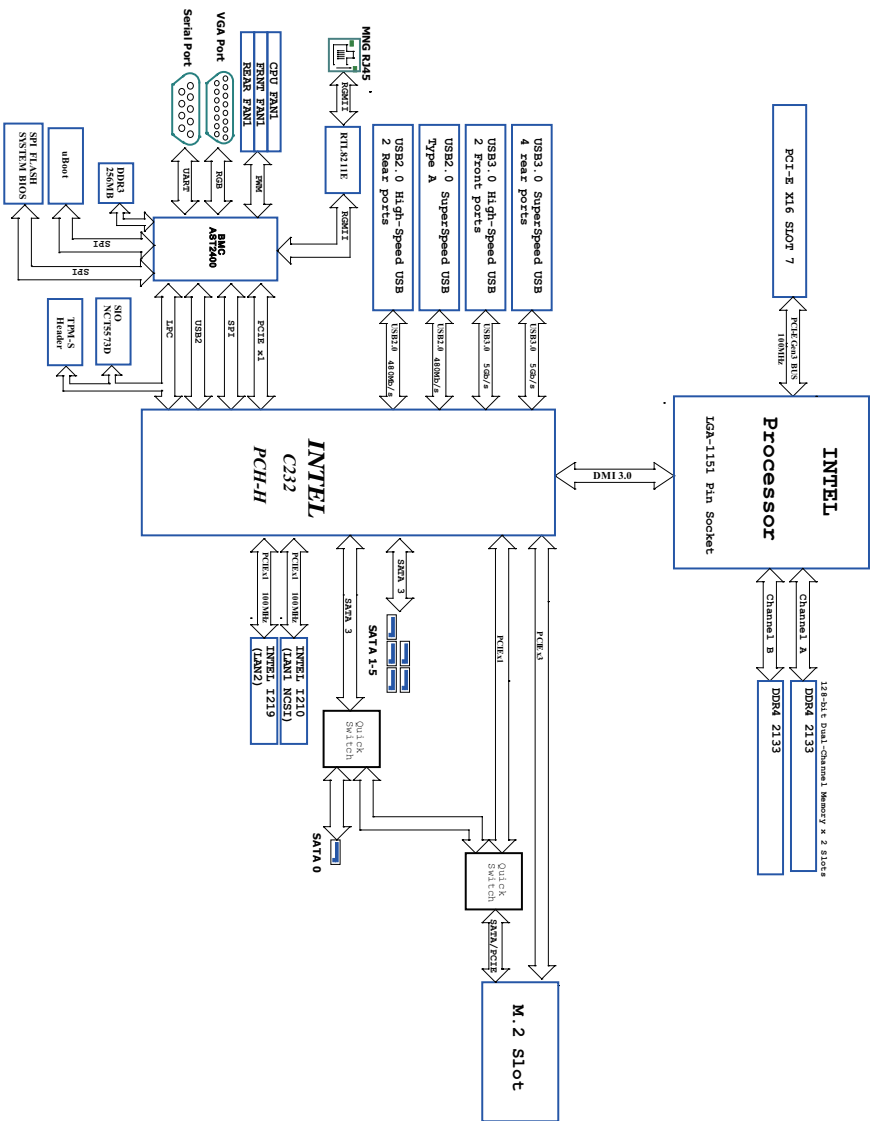 PCI-E X16 SLOT 7
PCI-E Gen3 BUS
100MHz
INTEL
Processor
LGA-1151 Pin Socket
Channel A
Channel B
DDR4 2133
DDR4 2133
128-bit Dual-Channel Memory x 2 Slots
DMI 3.0
USB3.0 SuperSpeed USB
4 rear ports
USB3.0 High-Speed USB
2 Front ports
USB2.0 SuperSpeed USB
Type A
USB2.0 High-Speed USB
2 Rear ports
USB3.0 5Gb/s
USB3.0 5Gb/s
USB2.0 480Mb/s
USB2.0 480Mb/s
INTEL
C232
PCH-H
PCIEx3
PCIEx1
SATA 3
SATA 1-5
SATA 3
Quick
Switch
SATA 0
Quick
Switch
SATA/PCIE
M.2 Slot
PCIEx1 100MHz
PCIEx1 100MHz
INTEL I210
(LAN1 NCSI)
INTEL I219
(LAN2)
MNG RJ45
RGMII
RTL8211E
RGMII
CPU FAN1
FRNT FAN1
REAR FAN1
PWM
VGA Port
RGB
Serial Port
UART
BMC
AST2400
DDR3
256MB
uBoot
SPI
SPI FLASH
SYSTEM BIOS
SPI
PCIE x1
SPI
USB2
LPC
SIO
NCT5573D
TPM-S
Header